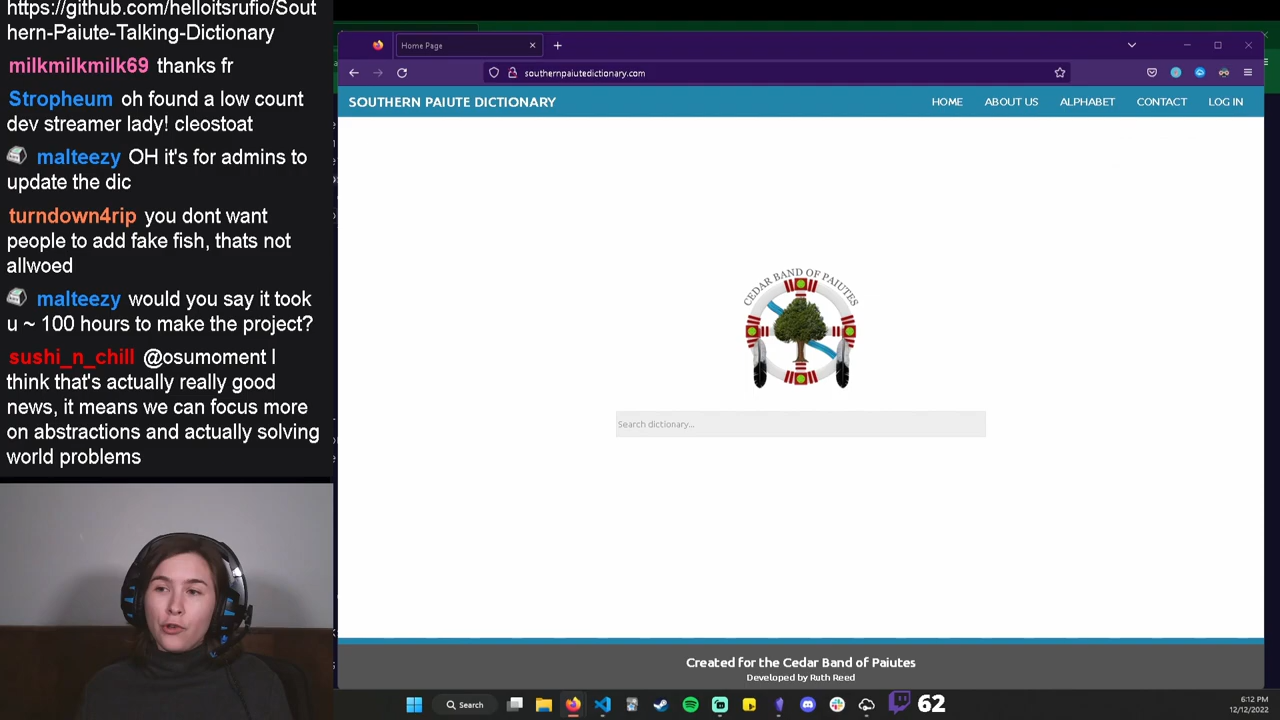 https://github.com/helloitsrufio/Sout
hern-Paiute-Talking-Dictionary
milkmilkmilk69 thanks fr
Stropheum oh found a low count
dev streamer lady! cleostoat
malteezy OH it's for admins to
update the dic
turndown4rip you dont want
people to add fake fish, thats not
allwoed
malteezy would you say it took
u ~ 100 hours to make the project?
sushi_n_chill @osumoment I
think that's actually really good
news, it means we can focus more
on abstractions and actually solving
world problems
Home Page
southernpaiutedictionary.com
SOUTHERN PAIUTE DICTIONARY HOME ABOUT US ALPHABET CONTACT LOG IN
CEDAR BAND OF PAIUTES
Search dictionary...
Created for the Cedar Band of Paiutes
Developed by Ruth Reed
Search
62
6:12 PM
12/12/2022